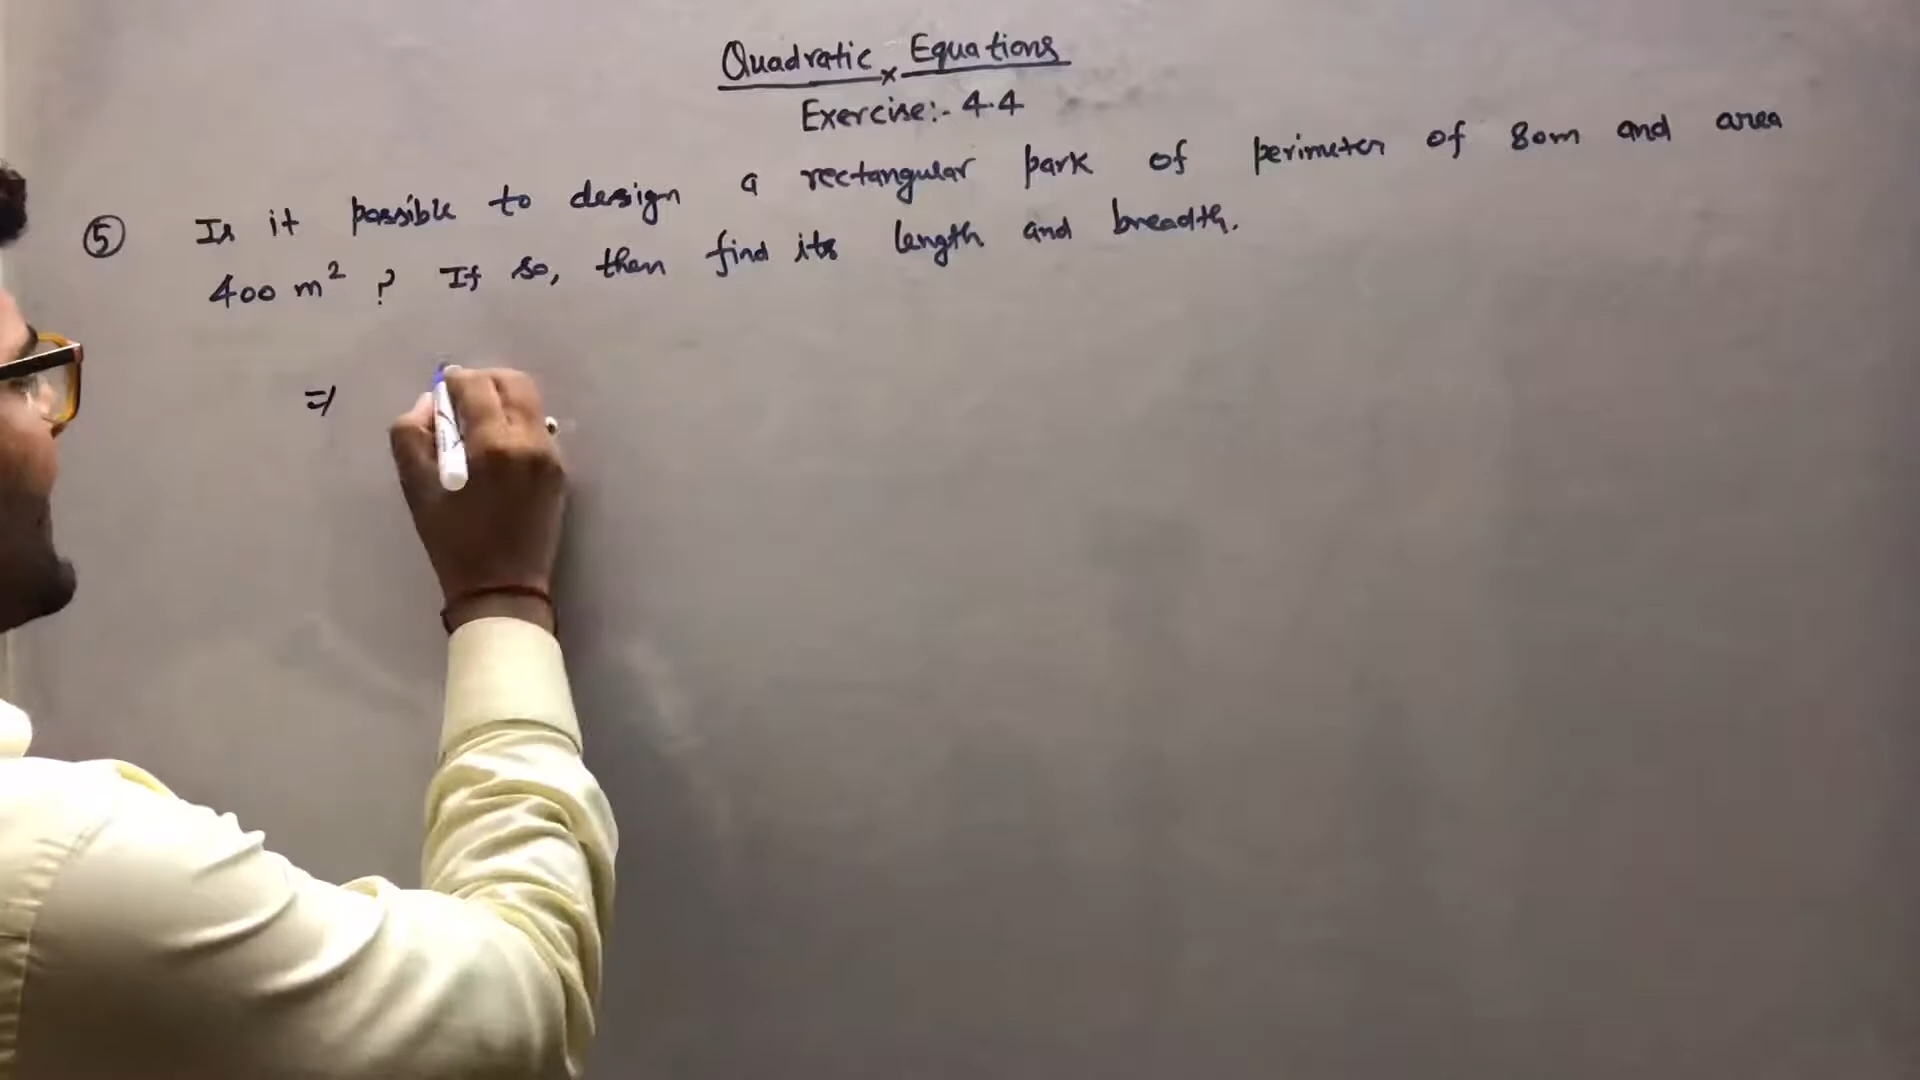 Quadratic Equations
x
Exercise:- 4.4
⑤ Is it possible to design a rectangular park of perimeter of 80m and area
400 m² ? If so, then find its length and breadth.
⇒